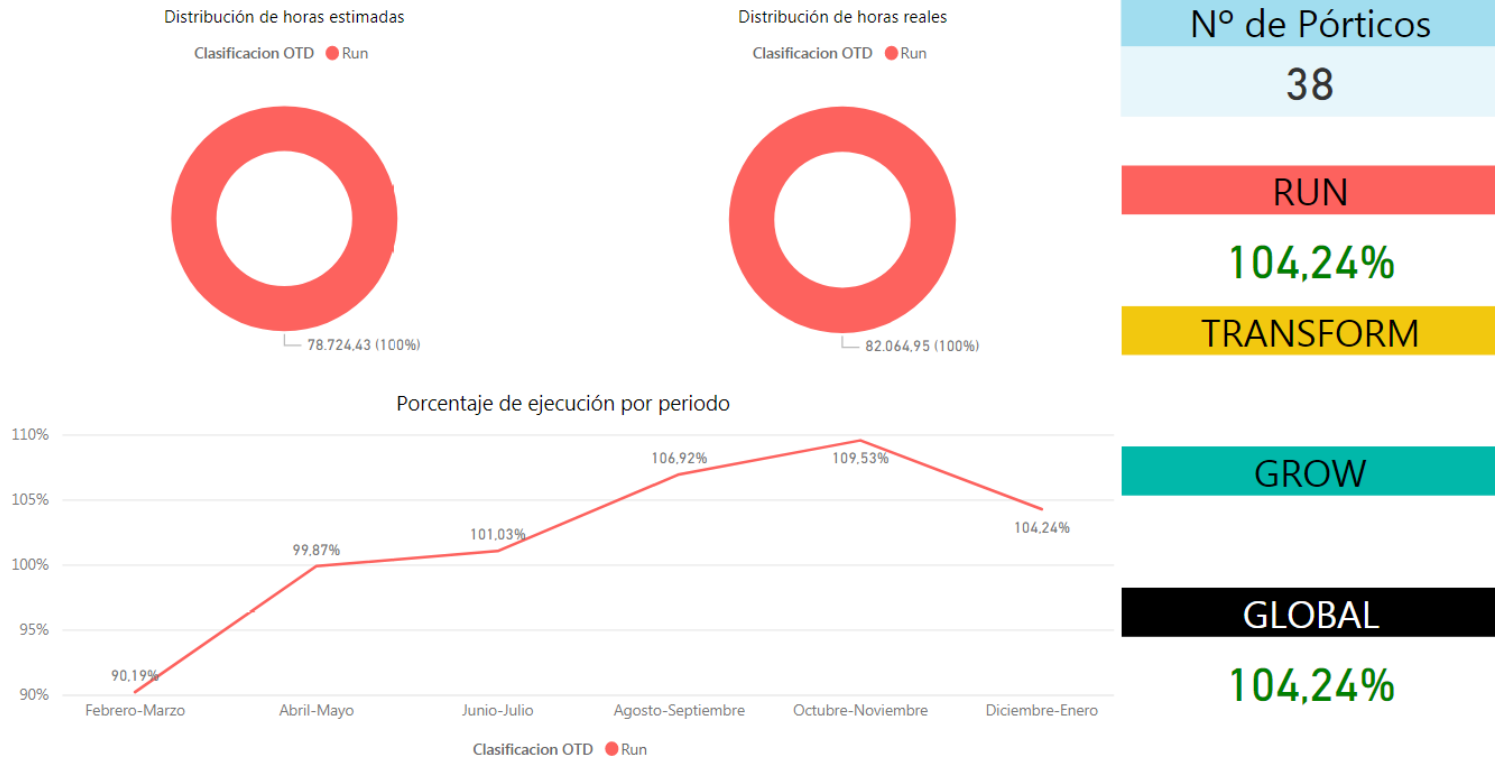 Distribución de horas estimadas
Clasificacion OTD Run
78.724,43 (100%)
Distribución de horas reales
Clasificacion OTD Run
82.064,95 (100%)
Nº de Pórticos
38
RUN
104,24%
TRANSFORM
GROW
GLOBAL
104,24%
Porcentaje de ejecución por periodo
110%
105%
100%
95%
90%
90,19%
99,87%
101,03%
106,92%
109,53%
104,24%
Febrero-Marzo
Abril-Mayo
Junio-Julio
Agosto-Septiembre
Octubre-Noviembre
Diciembre-Enero
Clasificacion OTD Run